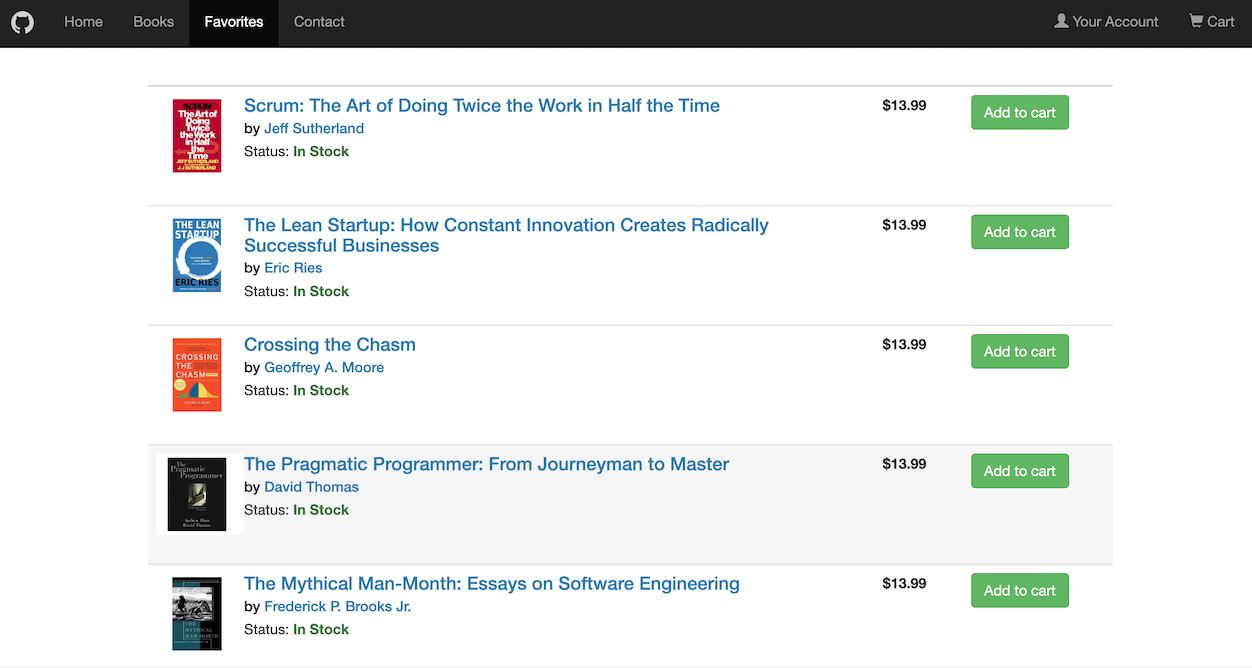 Home Books Favorites Contact Your Account Cart
SCRUM
The Art of
Doing
Twice
the Work
in Half
the
Time
JEFF SUTHERLAND
J.J. SUTHERLAND
Scrum: The Art of Doing Twice the Work in Half the Time
by Jeff Sutherland
Status: In Stock
$13.99
Add to cart
THE LEAN
STARTUP
ERIC RIES
The Lean Startup: How Constant Innovation Creates Radically
Successful Businesses
by Eric Ries
Status: In Stock
$13.99
Add to cart
CROSSING
THE
CHASM
Crossing the Chasm
by Geoffrey A. Moore
Status: In Stock
$13.99
Add to cart
The
Pragmatic
Programmer
Andrew Hunt
David Thomas
The Pragmatic Programmer: From Journeyman to Master
by David Thomas
Status: In Stock
$13.99
Add to cart
THE
MYTHICAL
MAN-MONTH
The Mythical Man-Month: Essays on Software Engineering
by Frederick P. Brooks Jr.
Status: In Stock
$13.99
Add to cart